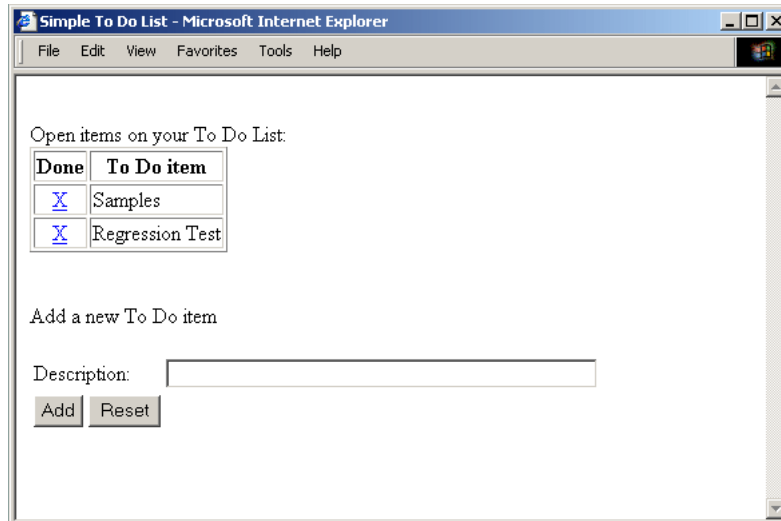 Simple To Do List - Microsoft Internet Explorer
File Edit View Favorites Tools Help
Open items on your To Do List:
Done To Do item
X Samples
X Regression Test
Add a new To Do item
Description:
Add Reset